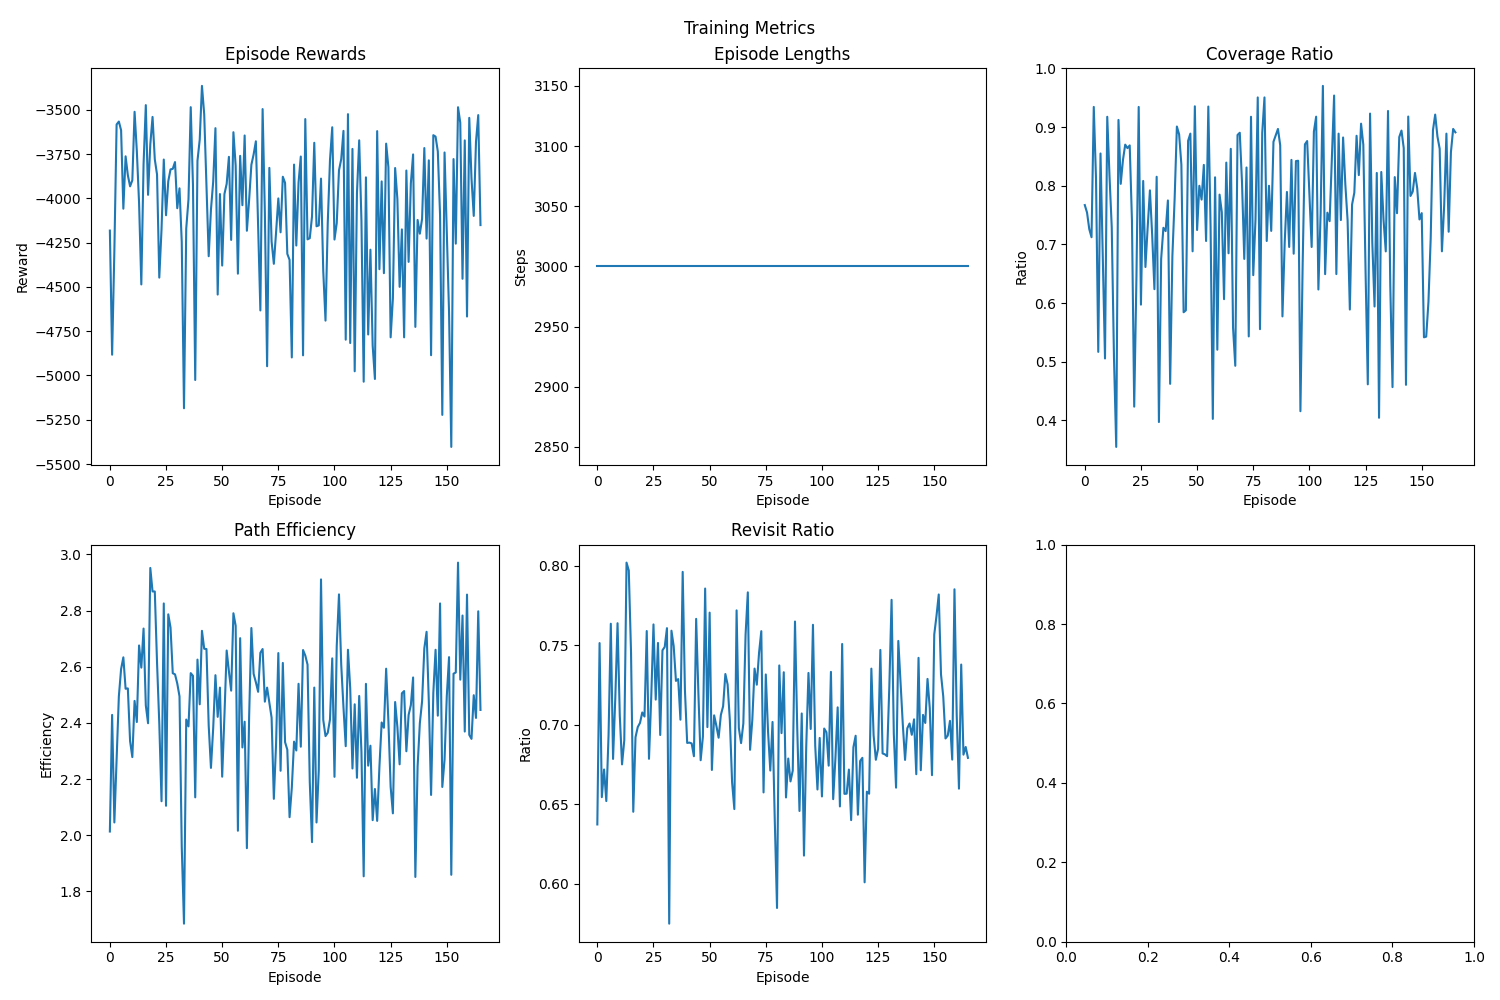 Training Metrics
Episode Rewards
Episode Lengths
Coverage Ratio
−3500
−3750
−4000
−4250
−4500
−4750
−5000
−5250
−5500
Reward
0 25 50 75 100 125 150
Episode
3150
3100
3050
3000
2950
2900
2850
Steps
0 25 50 75 100 125 150
Episode
1.0
0.9
0.8
0.7
0.6
0.5
0.4
Ratio
0 25 50 75 100 125 150
Episode
Path Efficiency
Revisit Ratio
3.0
2.8
2.6
2.4
2.2
2.0
1.8
Efficiency
0 25 50 75 100 125 150
Episode
0.80
0.75
0.70
0.65
0.60
Ratio
0 25 50 75 100 125 150
Episode
1.0
0.8
0.6
0.4
0.2
0.0
0.0 0.2 0.4 0.6 0.8 1.0